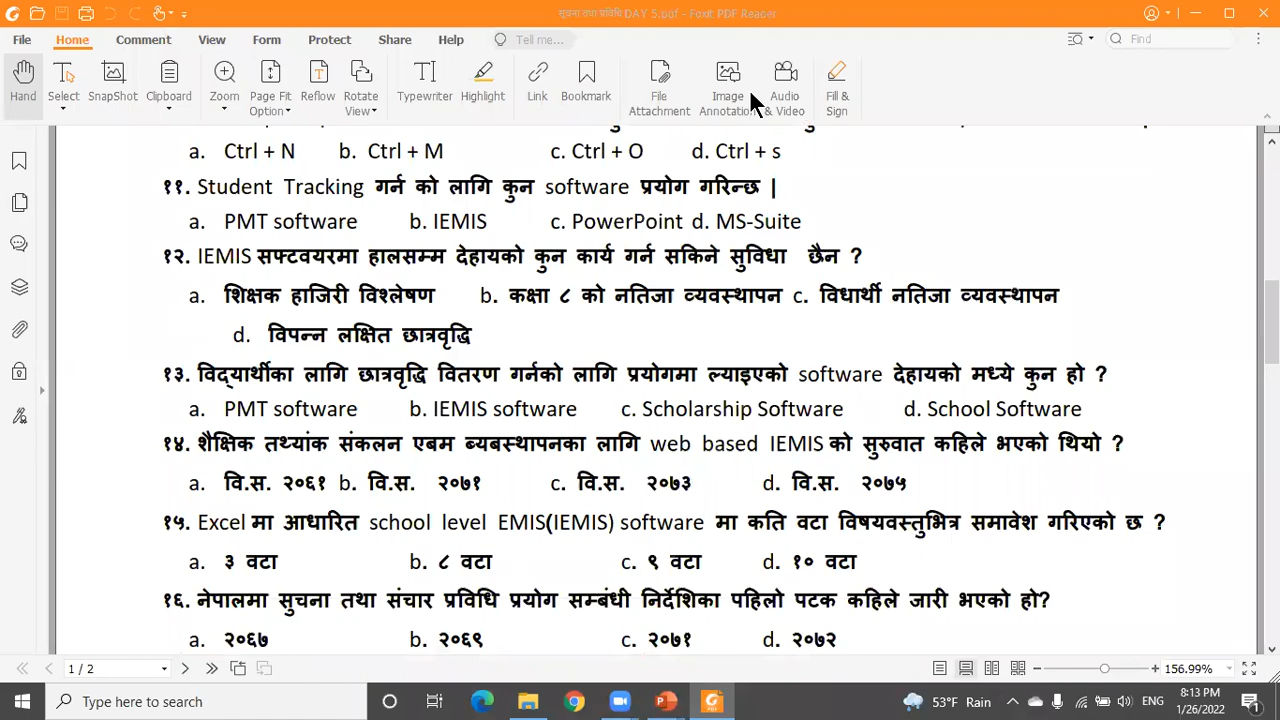 सूचना तथा प्रविधि DAY 5.pdf - Foxit PDF Reader
File Home Comment View Form Protect Share Help Tell me... Find
Hand Select SnapShot Clipboard Zoom Page Fit Option Reflow Rotate View Typewriter Highlight Link Bookmark File Attachment Image Annotation Audio & Video Fill & Sign
a. Ctrl + N b. Ctrl + M c. Ctrl + O d. Ctrl + s
११. Student Tracking गर्न को लागि कुन software प्रयोग गरिन्छ |
a. PMT software b. IEMIS c. PowerPoint d. MS-Suite
१२. IEMIS सफ्टवयरमा हालसम्म देहायको कुन कार्य गर्न सकिने सुविधा छैन ?
a. शिक्षक हाजिरी विश्लेषण b. कक्षा ८ को नतिजा व्यवस्थापन c. विधार्थी नतिजा व्यवस्थापन
d. विपन्न लक्षित छात्रवृद्धि
१३. विद्यार्थीका लागि छात्रवृद्धि वितरण गर्नको लागि प्रयोगमा ल्याइएको software देहायको मध्ये कुन हो ?
a. PMT software b. IEMIS software c. Scholarship Software d. School Software
१४. शैक्षिक तथ्यांक संकलन एबम ब्यबस्थापनका लागि web based IEMIS को सुरुवात कहिले भएको थियो ?
a. वि.स. २०६१ b. वि.स. २०७१ c. वि.स. २०७३ d. वि.स. २०७५
१५. Excel मा आधारित school level EMIS(IEMIS) software मा कति वटा विषयवस्तुभित्र समावेश गरिएको छ ?
a. ३ वटा b. ८ वटा c. ९ वटा d. १० वटा
१६. नेपालमा सुचना तथा संचार प्रविधि प्रयोग सम्बंधी निर्देशिका पहिलो पटक कहिले जारी भएको हो?
a. २०६७ b. २०६९ c. २०७१ d. २०७२
1 / 2 156.99%
Type here to search 53°F Rain ENG 8:13 PM
1/26/2022